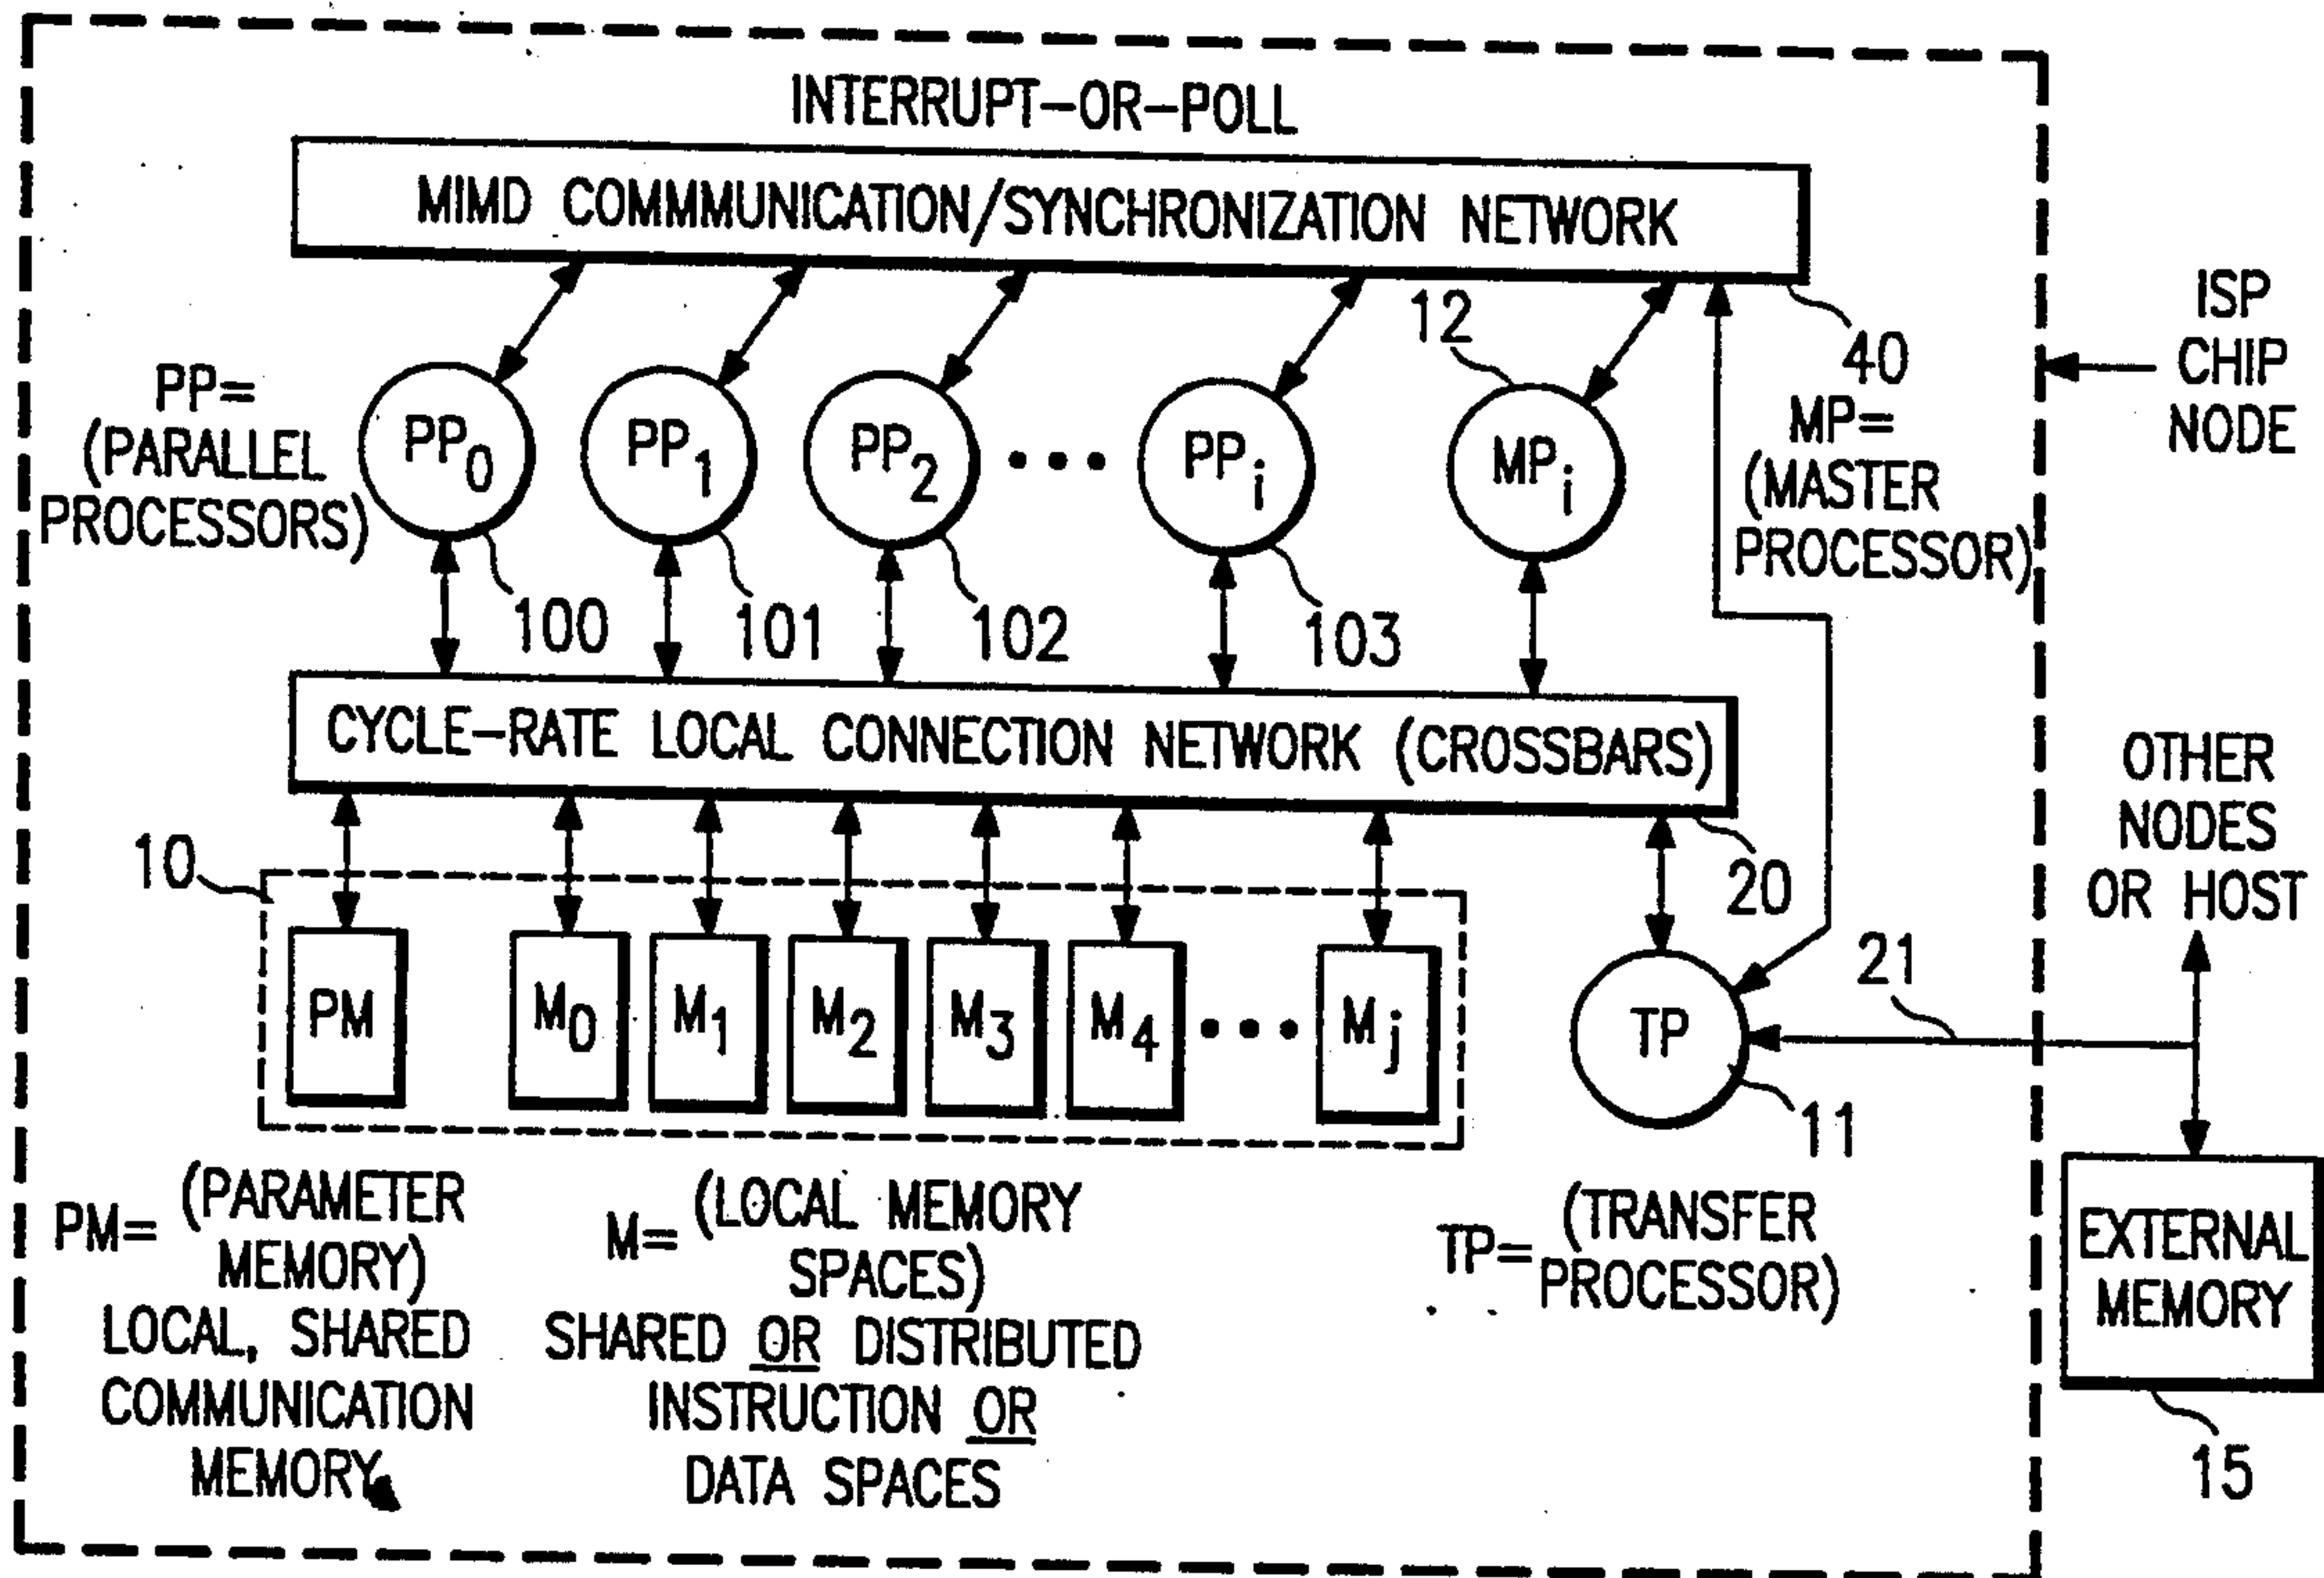 INTERRUPT-OR-POLL
MIMD COMMMUNICATION/SYNCHRONIZATION NETWORK
12
40
ISP
CHIP
NODE
PP=
(PARALLEL
PROCESSORS)
PP0
PP1
PP2
•••
PPi
MPi
MP=
(MASTER
PROCESSOR)
100
101
102
103
CYCLE-RATE LOCAL CONNECTION NETWORK (CROSSBARS)
10
20
OTHER
NODES
OR HOST
21
PM
M0
M1
M2
M3
M4
•••
Mj
TP
11
PM= (PARAMETER
MEMORY)
LOCAL, SHARED
COMMUNICATION
MEMORY
M= (LOCAL MEMORY
SPACES)
SHARED OR DISTRIBUTED
INSTRUCTION OR
DATA SPACES
TP= (TRANSFER
PROCESSOR)
EXTERNAL
MEMORY
15